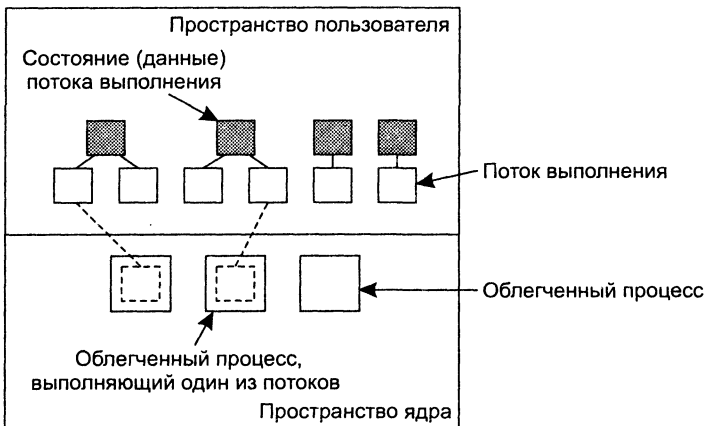 Пространство пользователя
Состояние (данные)
потока выполнения
Поток выполнения
Облегченный процесс
Облегченный процесс,
выполняющий один из потоков
Пространство ядра